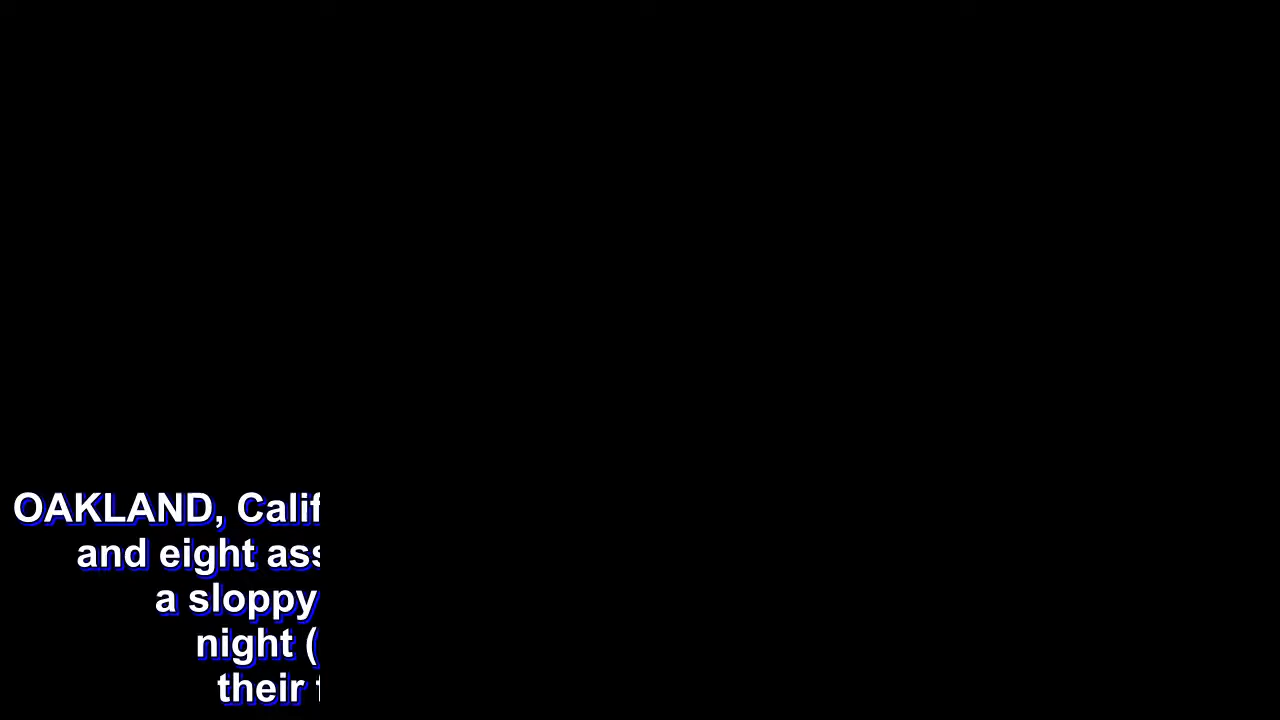 OAKLAND, Calif
and eight ass
a sloppy
night (
their